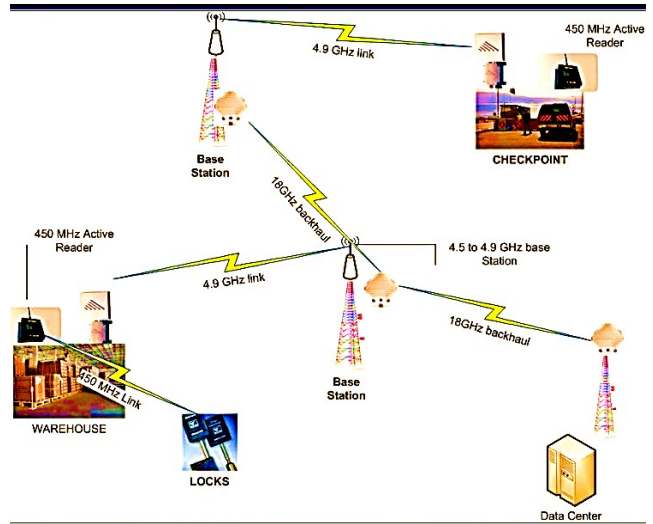 4.9 GHz link
450 MHz Active
Reader
Base
Station
CHECKPOINT
18GHz backhaul
450 MHz Active
Reader
4.9 GHz link
4.5 to 4.9 GHz base
Station
18GHz backhaul
Base
Station
450 MHz Link
WAREHOUSE
LOCKS
Data Center